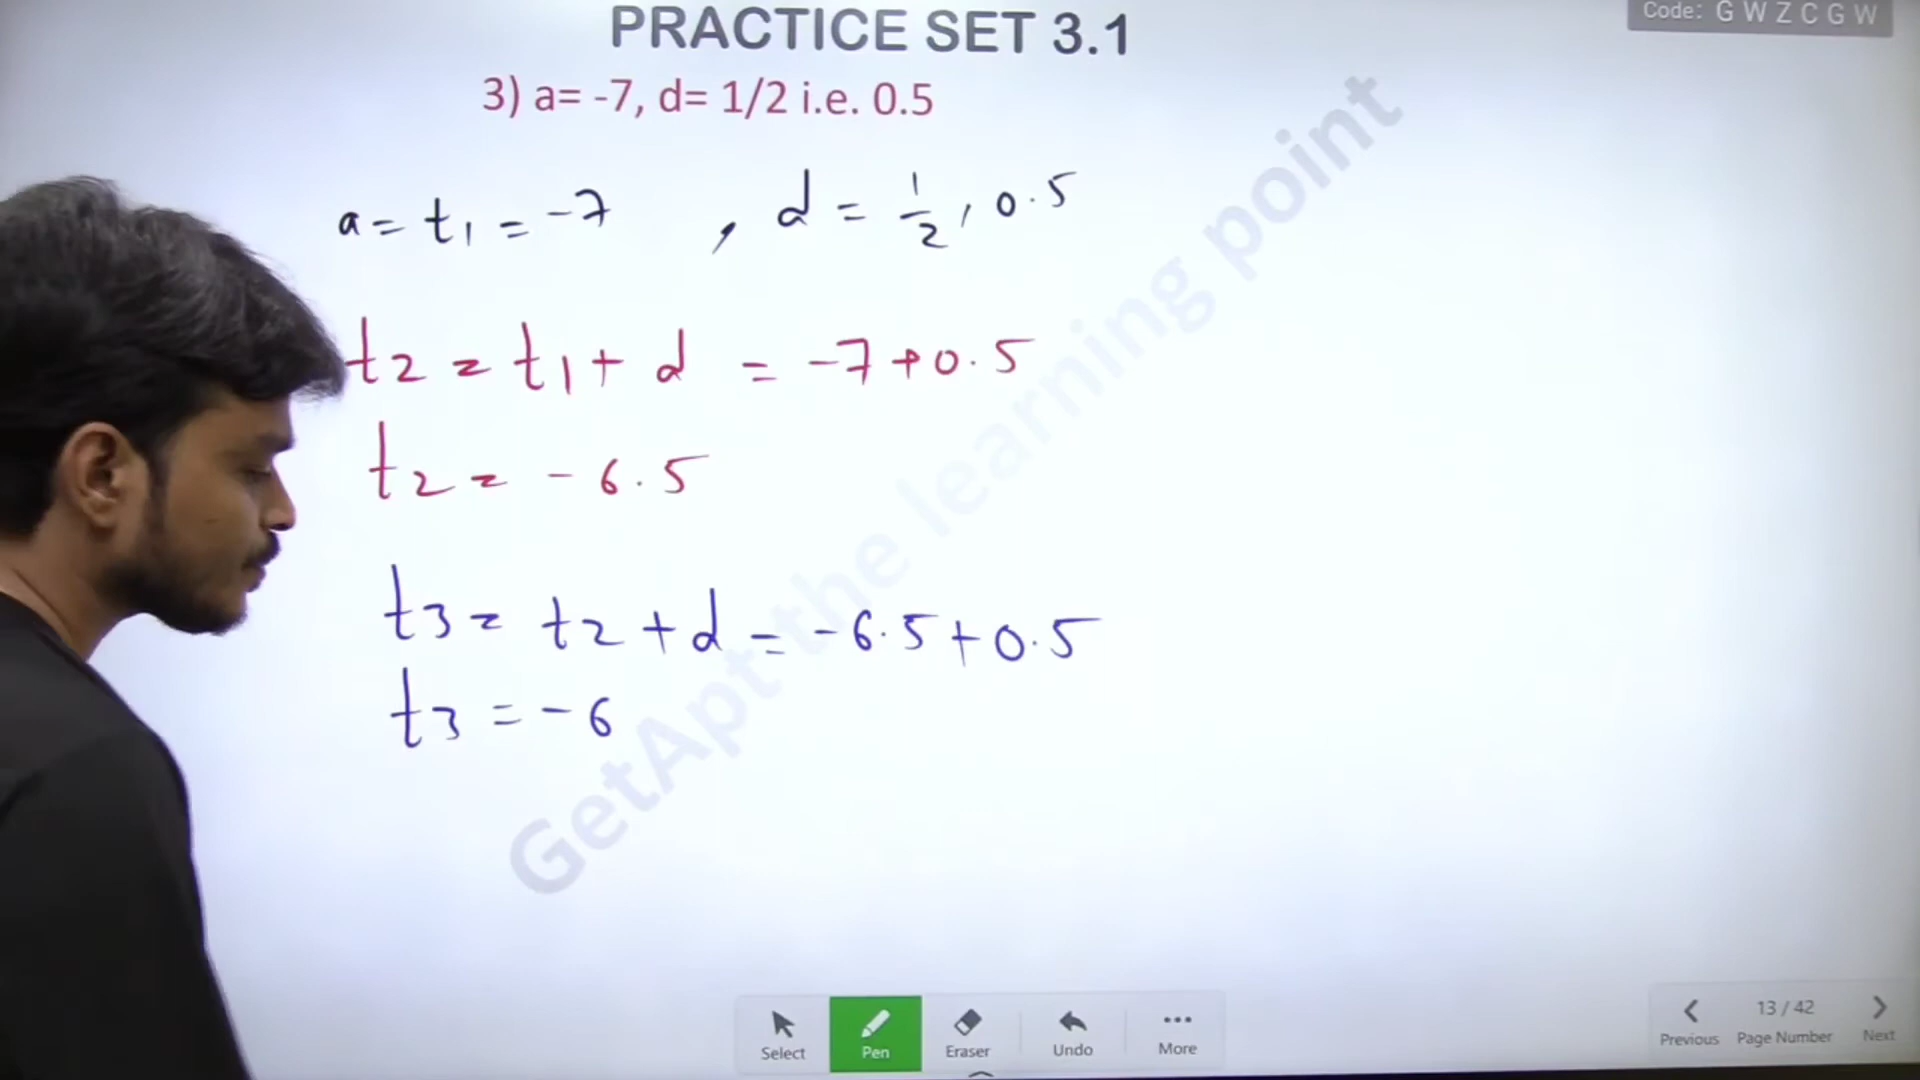 PRACTICE SET 3.1
Code: G W Z C G W
3) a= -7, d= 1/2 i.e. 0.5
a = t1 = -7 , d = 1/2, 0.5
t2 = t1 + d = -7 + 0.5
t2 = -6.5
t3 = t2 + d = -6.5 + 0.5
t3 = -6
GetApt the learning point
Select
Pen
Eraser
Undo
More
Previous
13 / 42
Page Number
Next